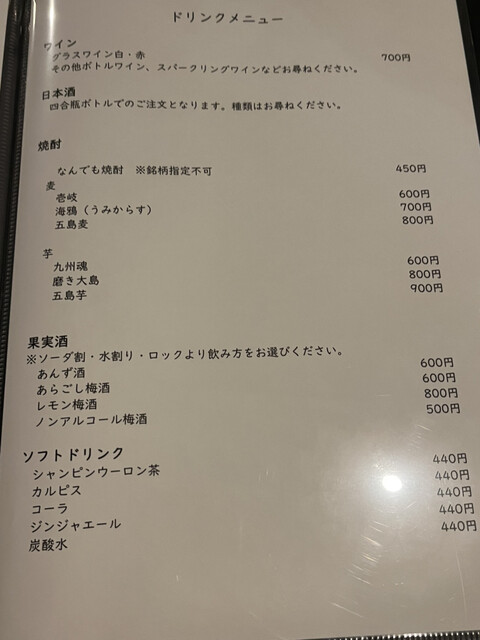 ドリンクメニュー
ワイン
グラスワイン白・赤 700円
その他ボトルワイン、スパークリングワインなどお尋ねください。
日本酒
四合瓶ボトルでのご注文となります。種類はお尋ねください。
焼酎
なんでも焼酎 ※銘柄指定不可 450円
麦
壱岐 600円
海鴉（うみからす） 700円
五島麦 800円
芋
九州魂 600円
磨き大島 800円
五島芋 900円
果実酒
※ソーダ割・水割り・ロックより飲み方をお選びください。
あんず酒 600円
あらごし梅酒 600円
レモン梅酒 800円
ノンアルコール梅酒 500円
ソフトドリンク
シャンピンウーロン茶 440円
カルピス 440円
コーラ 440円
ジンジャエール 440円
炭酸水 440円